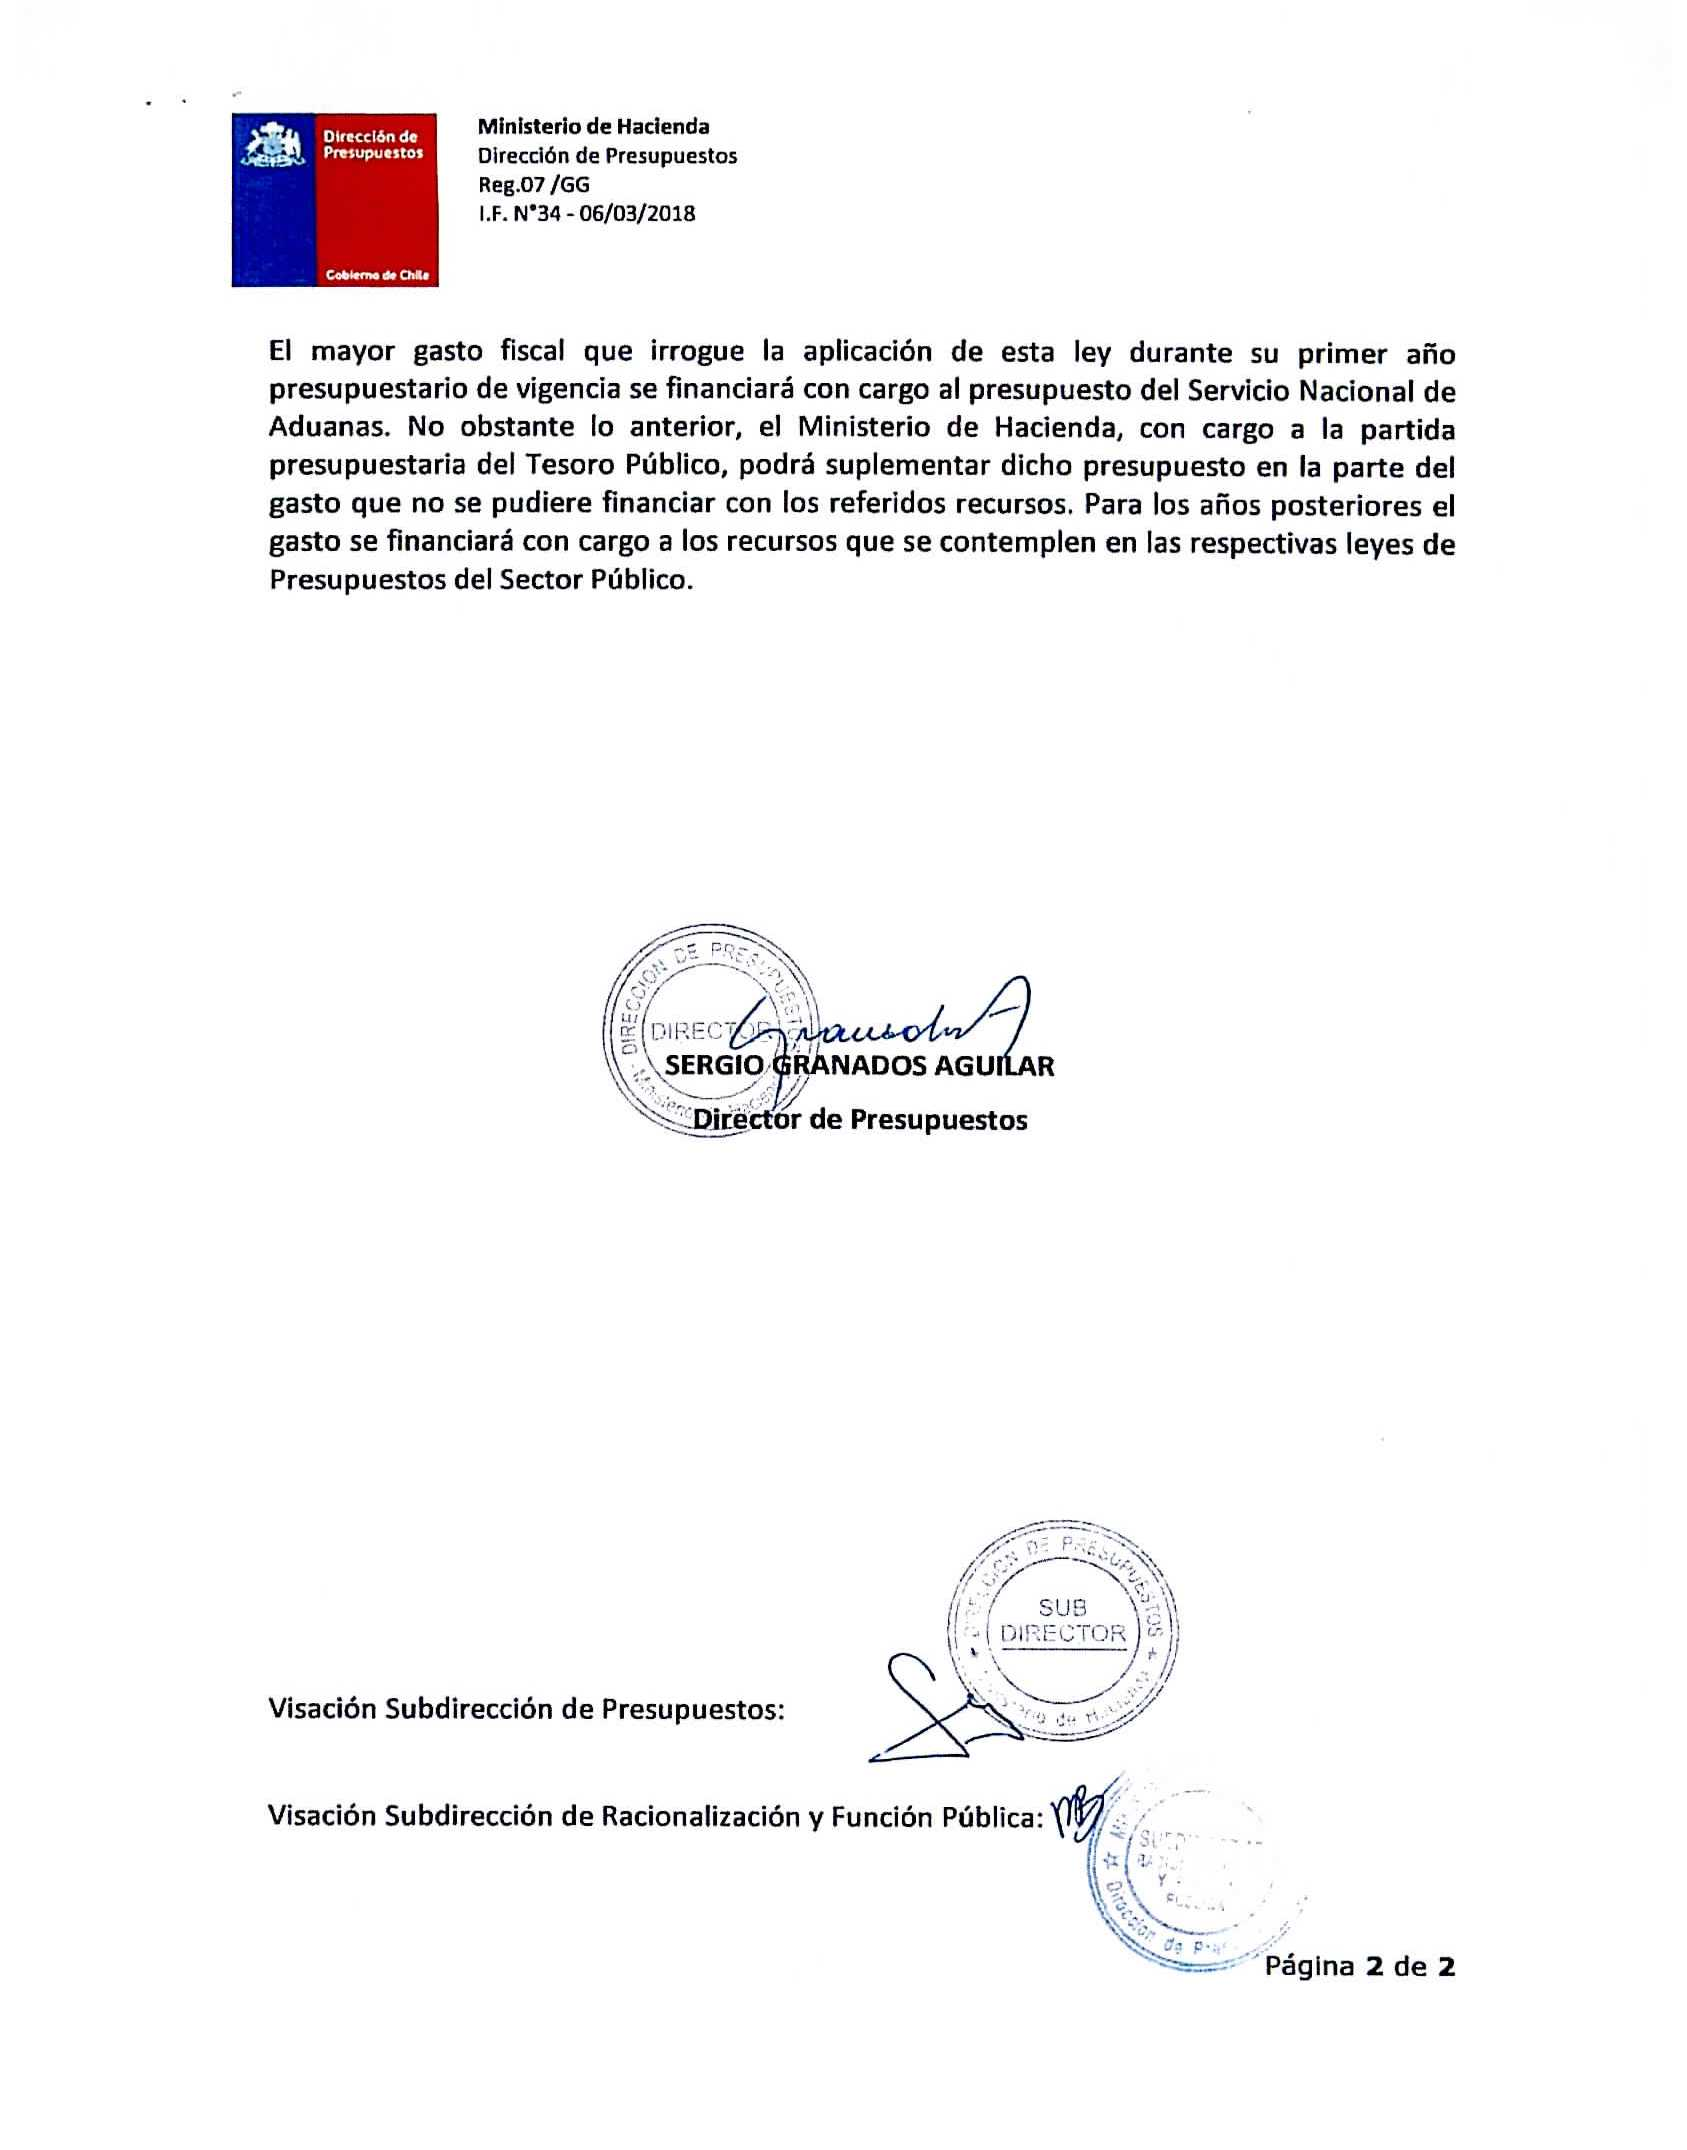 Dirección de
Presupuestos
Gobierno de Chile
Ministerio de Hacienda
Dirección de Presupuestos
Reg.07 /GG
I.F. N°34 - 06/03/2018
El mayor gasto fiscal que irrogue la aplicación de esta ley durante su primer año
presupuestario de vigencia se financiará con cargo al presupuesto del Servicio Nacional de
Aduanas. No obstante lo anterior, el Ministerio de Hacienda, con cargo a la partida
presupuestaria del Tesoro Público, podrá suplementar dicho presupuesto en la parte del
gasto que no se pudiere financiar con los referidos recursos. Para los años posteriores el
gasto se financiará con cargo a los recursos que se contemplen en las respectivas leyes de
Presupuestos del Sector Público.
DIRECCION DE PRESUPUESTOS
DIRECTOR
SERGIO GRANADOS AGUILAR
Director de Presupuestos
DIRECCION DE PRESUPUESTOS
SUB
DIRECTOR
de Hacienda
Visación Subdirección de Presupuestos:
Visación Subdirección de Racionalización y Función Pública:
Y
Dirección de
Página 2 de 2